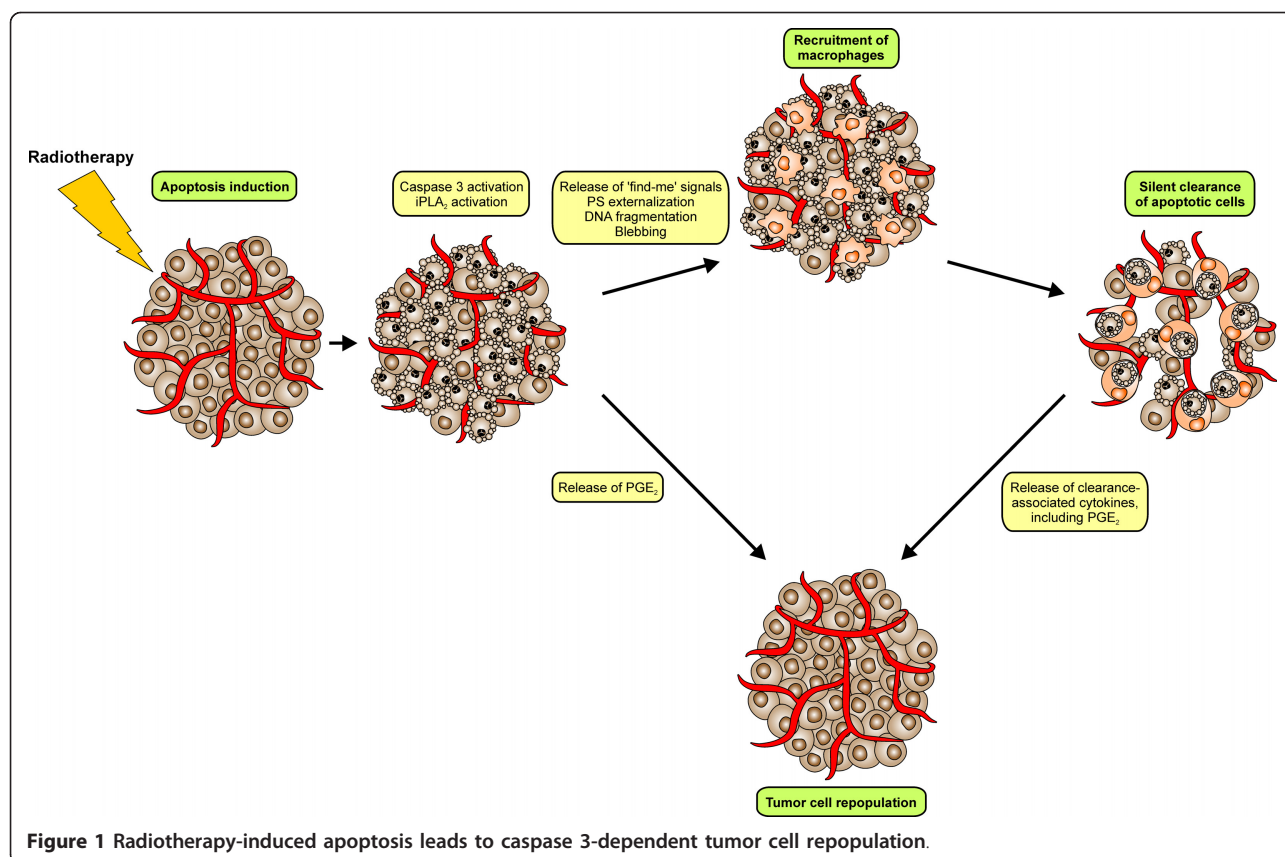 Recruitment of
macrophages
Radiotherapy
Apoptosis induction
Caspase 3 activation
iPLA₂ activation
Release of 'find-me' signals
PS externalization
DNA fragmentation
Blebbing
Silent clearance
of apoptotic cells
Release of PGE₂
Release of clearance-
associated cytokines,
including PGE₂
Tumor cell repopulation
Figure 1 Radiotherapy-induced apoptosis leads to caspase 3-dependent tumor cell repopulation.